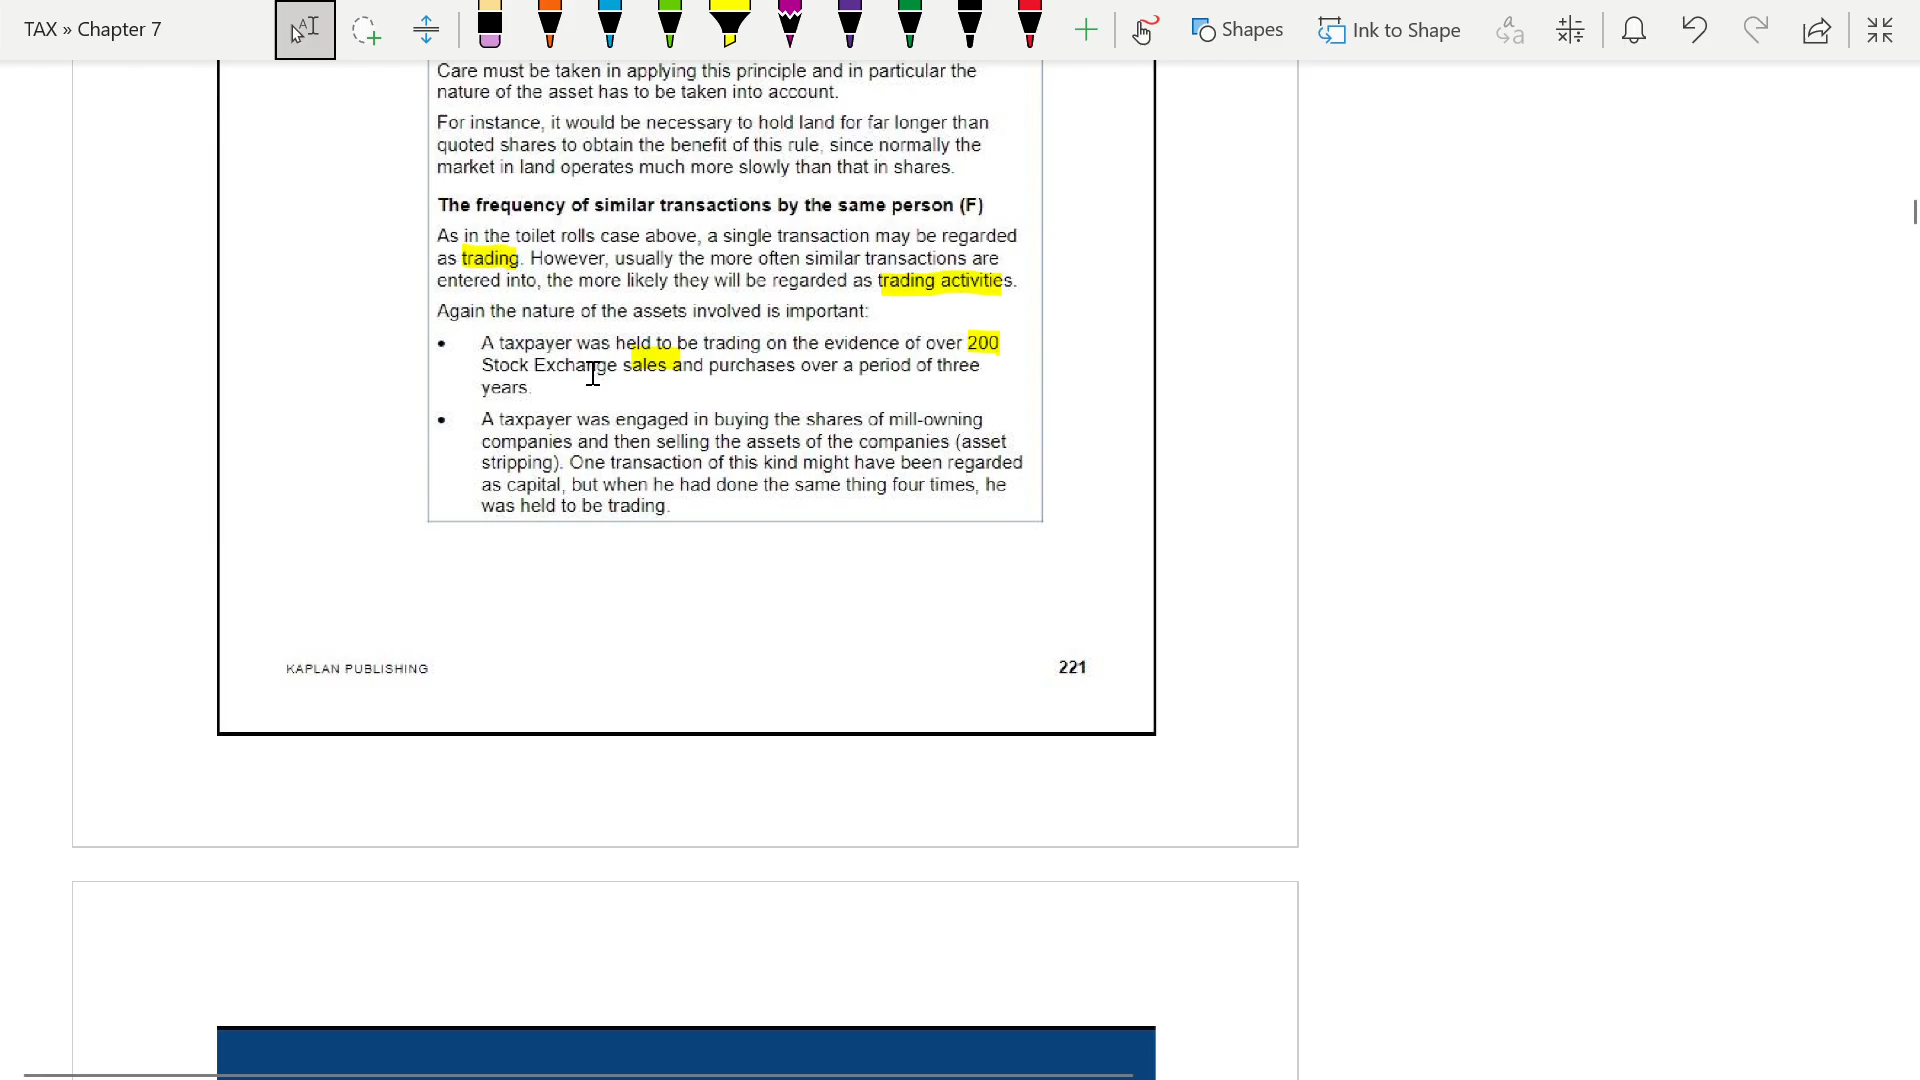 TAX » Chapter 7
Shapes
Ink to Shape
Care must be taken in applying this principle and in particular the
nature of the asset has to be taken into account.
For instance, it would be necessary to hold land for far longer than
quoted shares to obtain the benefit of this rule, since normally the
market in land operates much more slowly than that in shares.
The frequency of similar transactions by the same person (F)
As in the toilet rolls case above, a single transaction may be regarded
as trading. However, usually the more often similar transactions are
entered into, the more likely they will be regarded as trading activities.
Again the nature of the assets involved is important:
• A taxpayer was held to be trading on the evidence of over 200
Stock Exchange sales and purchases over a period of three
years.
• A taxpayer was engaged in buying the shares of mill-owning
companies and then selling the assets of the companies (asset
stripping). One transaction of this kind might have been regarded
as capital, but when he had done the same thing four times, he
was held to be trading.
KAPLAN PUBLISHING
221